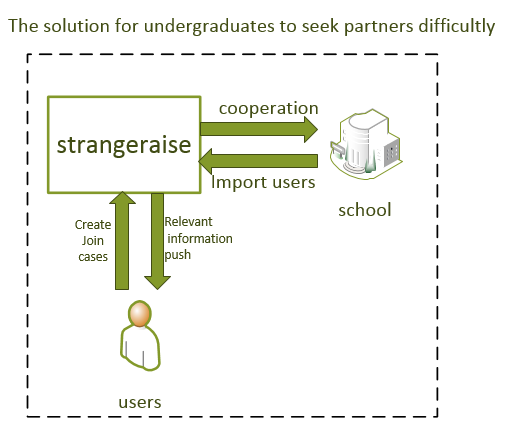 The solution for undergraduates to seek partners difficultly
cooperation
strangeraise
Import users
school
Create
Join
cases
Relevant
information
push
users